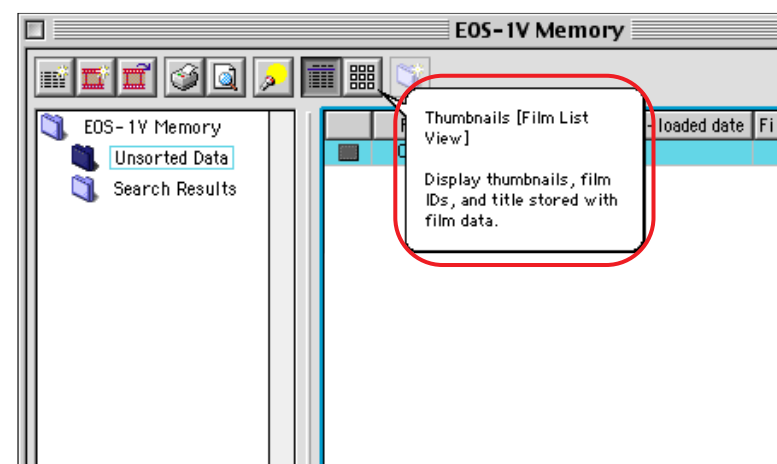 EOS-1V Memory
EOS-1V Memory
Unsorted Data
Search Results
- loaded date
Fi
Thumbnails [Film List
View]
Display thumbnails, film
IDs, and title stored with
film data.